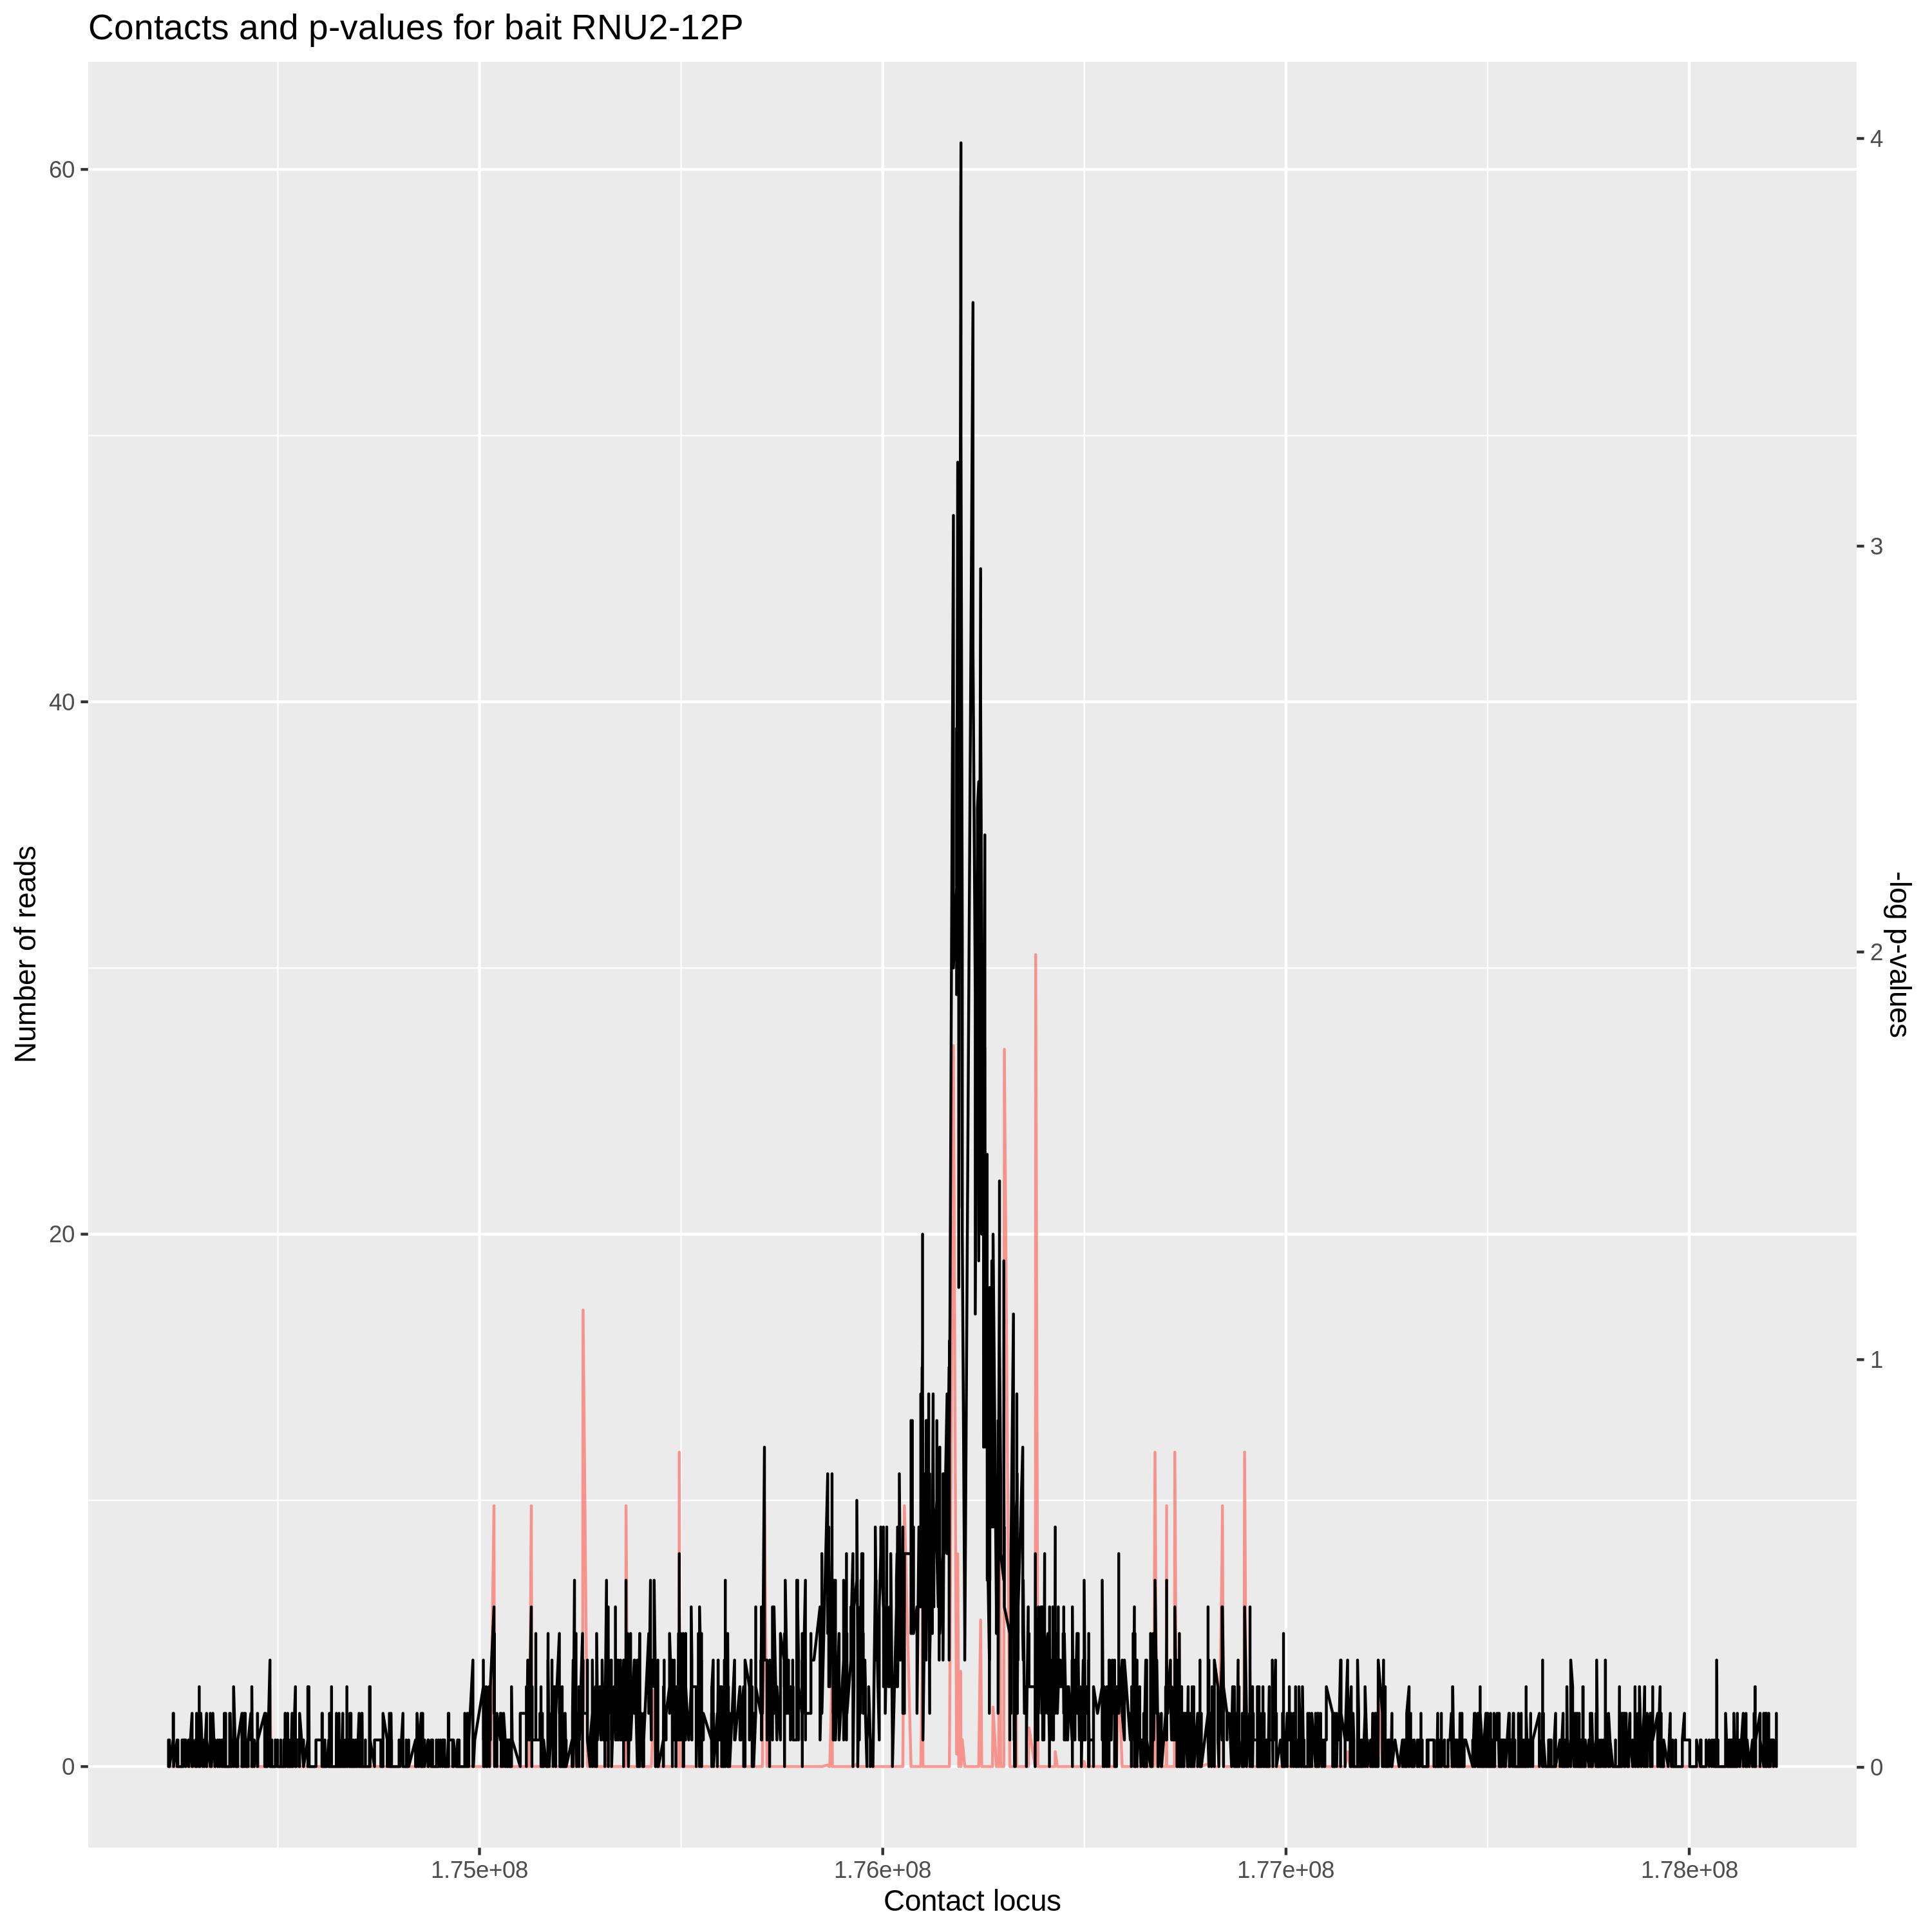 Contacts and p-values for bait RNU2-12P
60
40
20
0
4
3
2
1
0
Number of reads
-log p-values
1.75e+08
1.76e+08
1.77e+08
1.78e+08
Contact locus